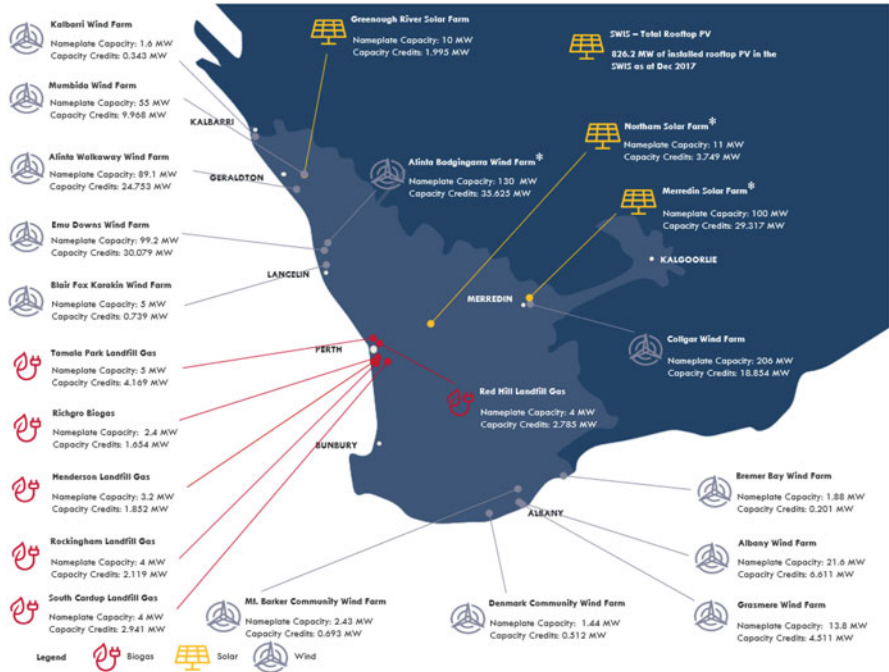 Kalbarri Wind Farm
Nameplate Capacity: 1.6 MW
Capacity Credits: 0.343 MW
Mumbida Wind Farm
Nameplate Capacity: 55 MW
Capacity Credits: 9.968 MW
Alinta Walkaway Wind Farm
Nameplate Capacity: 89.1 MW
Capacity Credits: 24.753 MW
Emu Downs Wind Farm
Nameplate Capacity: 99.2 MW
Capacity Credits: 30.079 MW
Blair Fox Karakin Wind Farm
Nameplate Capacity: 5 MW
Capacity Credits: 0.739 MW
Tamala Park Landfill Gas
Nameplate Capacity: 5 MW
Capacity Credits: 4.169 MW
Richgro Biogas
Nameplate Capacity: 2.4 MW
Capacity Credits: 1.654 MW
Henderson Landfill Gas
Nameplate Capacity: 3.2 MW
Capacity Credits: 1.852 MW
Rockingham Landfill Gas
Nameplate Capacity: 4 MW
Capacity Credits: 2.119 MW
South Cardup Landfill Gas
Nameplate Capacity: 4 MW
Capacity Credits: 2.941 MW
Greenough River Solar Farm
Nameplate Capacity: 10 MW
Capacity Credits: 1.995 MW
SWIS – Total Rooftop PV
826.2 MW of installed rooftop PV in the
SWIS as at Dec 2017
Northam Solar Farm*
Nameplate Capacity: 11 MW
Capacity Credits: 3.749 MW
Alinta Badgingarra Wind Farm*
Nameplate Capacity: 130 MW
Capacity Credits: 35.625 MW
Merredin Solar Farm*
Nameplate Capacity: 100 MW
Capacity Credits: 29.317 MW
KALBARRI
GERALDTON
LANCELIN
MERREDIN
KALGOORLIE
PERTH
BUNBURY
ALBANY
Collgar Wind Farm
Nameplate Capacity: 206 MW
Capacity Credits: 18.854 MW
Red Hill Landfill Gas
Nameplate Capacity: 4 MW
Capacity Credits: 2.785 MW
Bremer Bay Wind Farm
Nameplate Capacity: 1.88 MW
Capacity Credits: 0.201 MW
Albany Wind Farm
Nameplate Capacity: 21.6 MW
Capacity Credits: 6.611 MW
Grasmere Wind Farm
Nameplate Capacity: 13.8 MW
Capacity Credits: 4.511 MW
Mt. Barker Community Wind Farm
Nameplate Capacity: 2.43 MW
Capacity Credits: 0.693 MW
Denmark Community Wind Farm
Nameplate Capacity: 1.44 MW
Capacity Credits: 0.512 MW
Legend Biogas Solar Wind